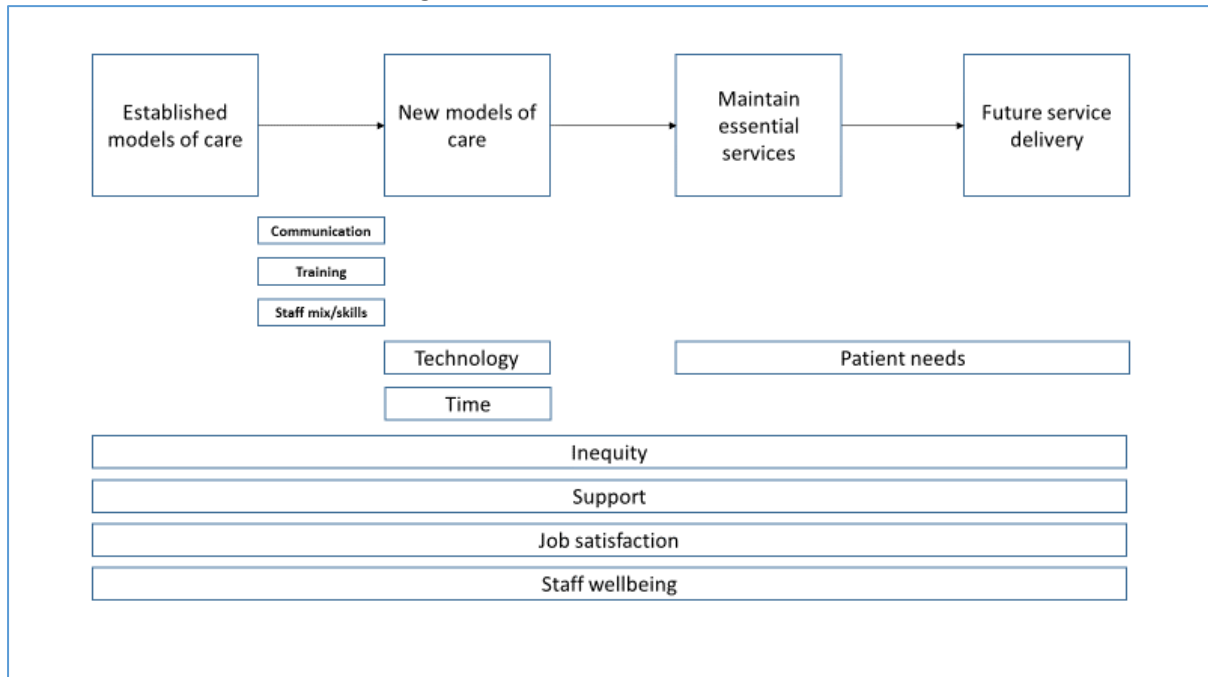 Established
models of care
New models of
care
Maintain
essential
services
Future service
delivery
Communication
Training
Staff mix/skills
Technology
Patient needs
Time
Inequity
Support
Job satisfaction
Staff wellbeing